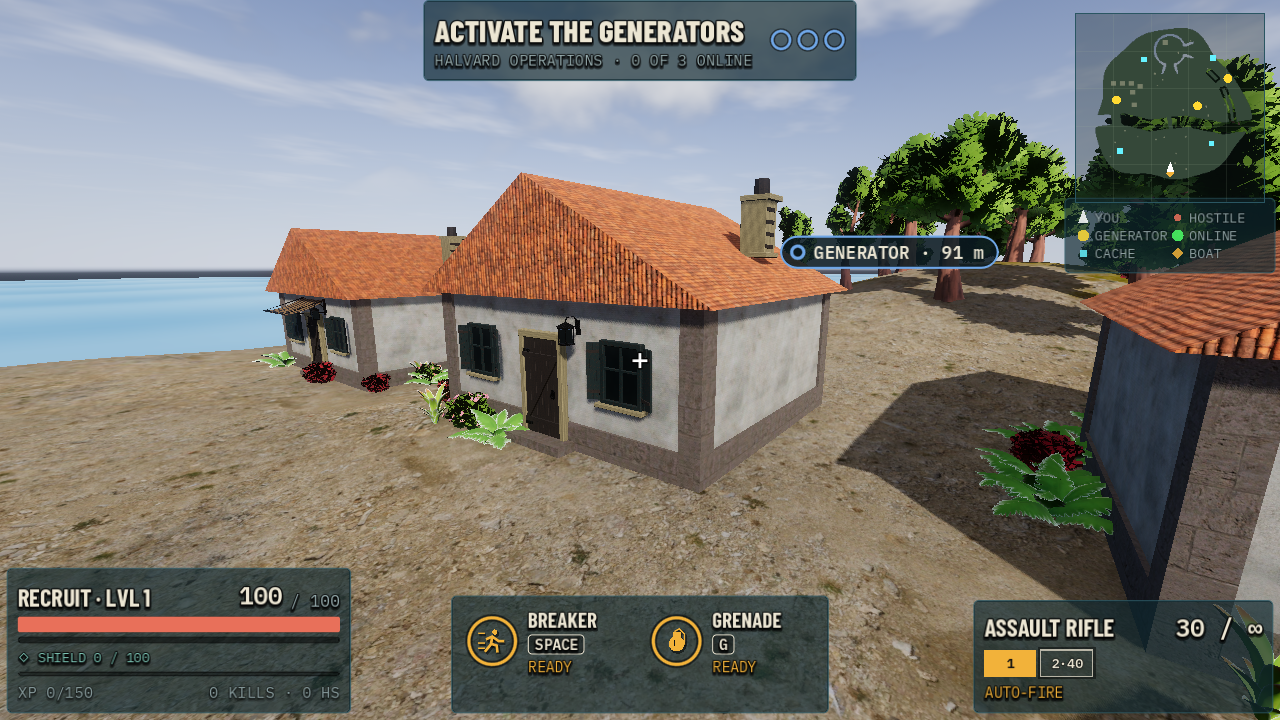 ACTIVATE THE GENERATORS
HALVARD OPERATIONS · 0 OF 3 ONLINE
GENERATOR · 91 m
YOU
HOSTILE
GENERATOR
ONLINE
CACHE
BOAT
RECRUIT · LVL 1
100 / 100
SHIELD 0 / 100
XP 0/150
0 KILLS · 0 HS
BREAKER
SPACE
READY
GRENADE
G
READY
ASSAULT RIFLE
30 / ∞
1
2·40
AUTO-FIRE